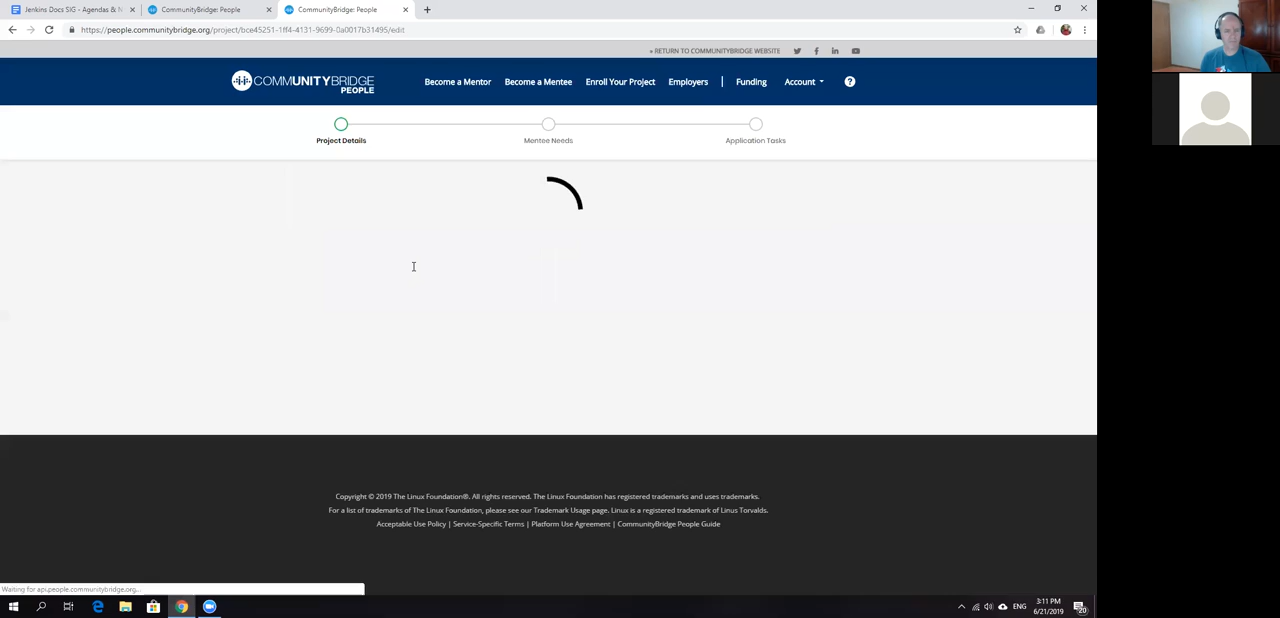 Jenkins Docs SIG - Agendas & N
CommunityBridge: People
CommunityBridge: People
https://people.communitybridge.org/project/bce45251-1ff4-4131-9699-0a0017b31495/edit
« RETURN TO COMMUNITYBRIDGE WEBSITE
COMMUNITYBRIDGE
PEOPLE
Become a Mentor Become a Mentee Enroll Your Project Employers | Funding Account ?
Project Details Mentee Needs Application Tasks
Copyright © 2019 The Linux Foundation®. All rights reserved. The Linux Foundation has registered trademarks and uses trademarks.
For a list of trademarks of The Linux Foundation, please see our Trademark Usage page. Linux is a registered trademark of Linus Torvalds.
Acceptable Use Policy | Service-Specific Terms | Platform Use Agreement | CommunityBridge People Guide
Waiting for api.people.communitybridge.org...
ENG
3:11 PM
6/21/2019
20